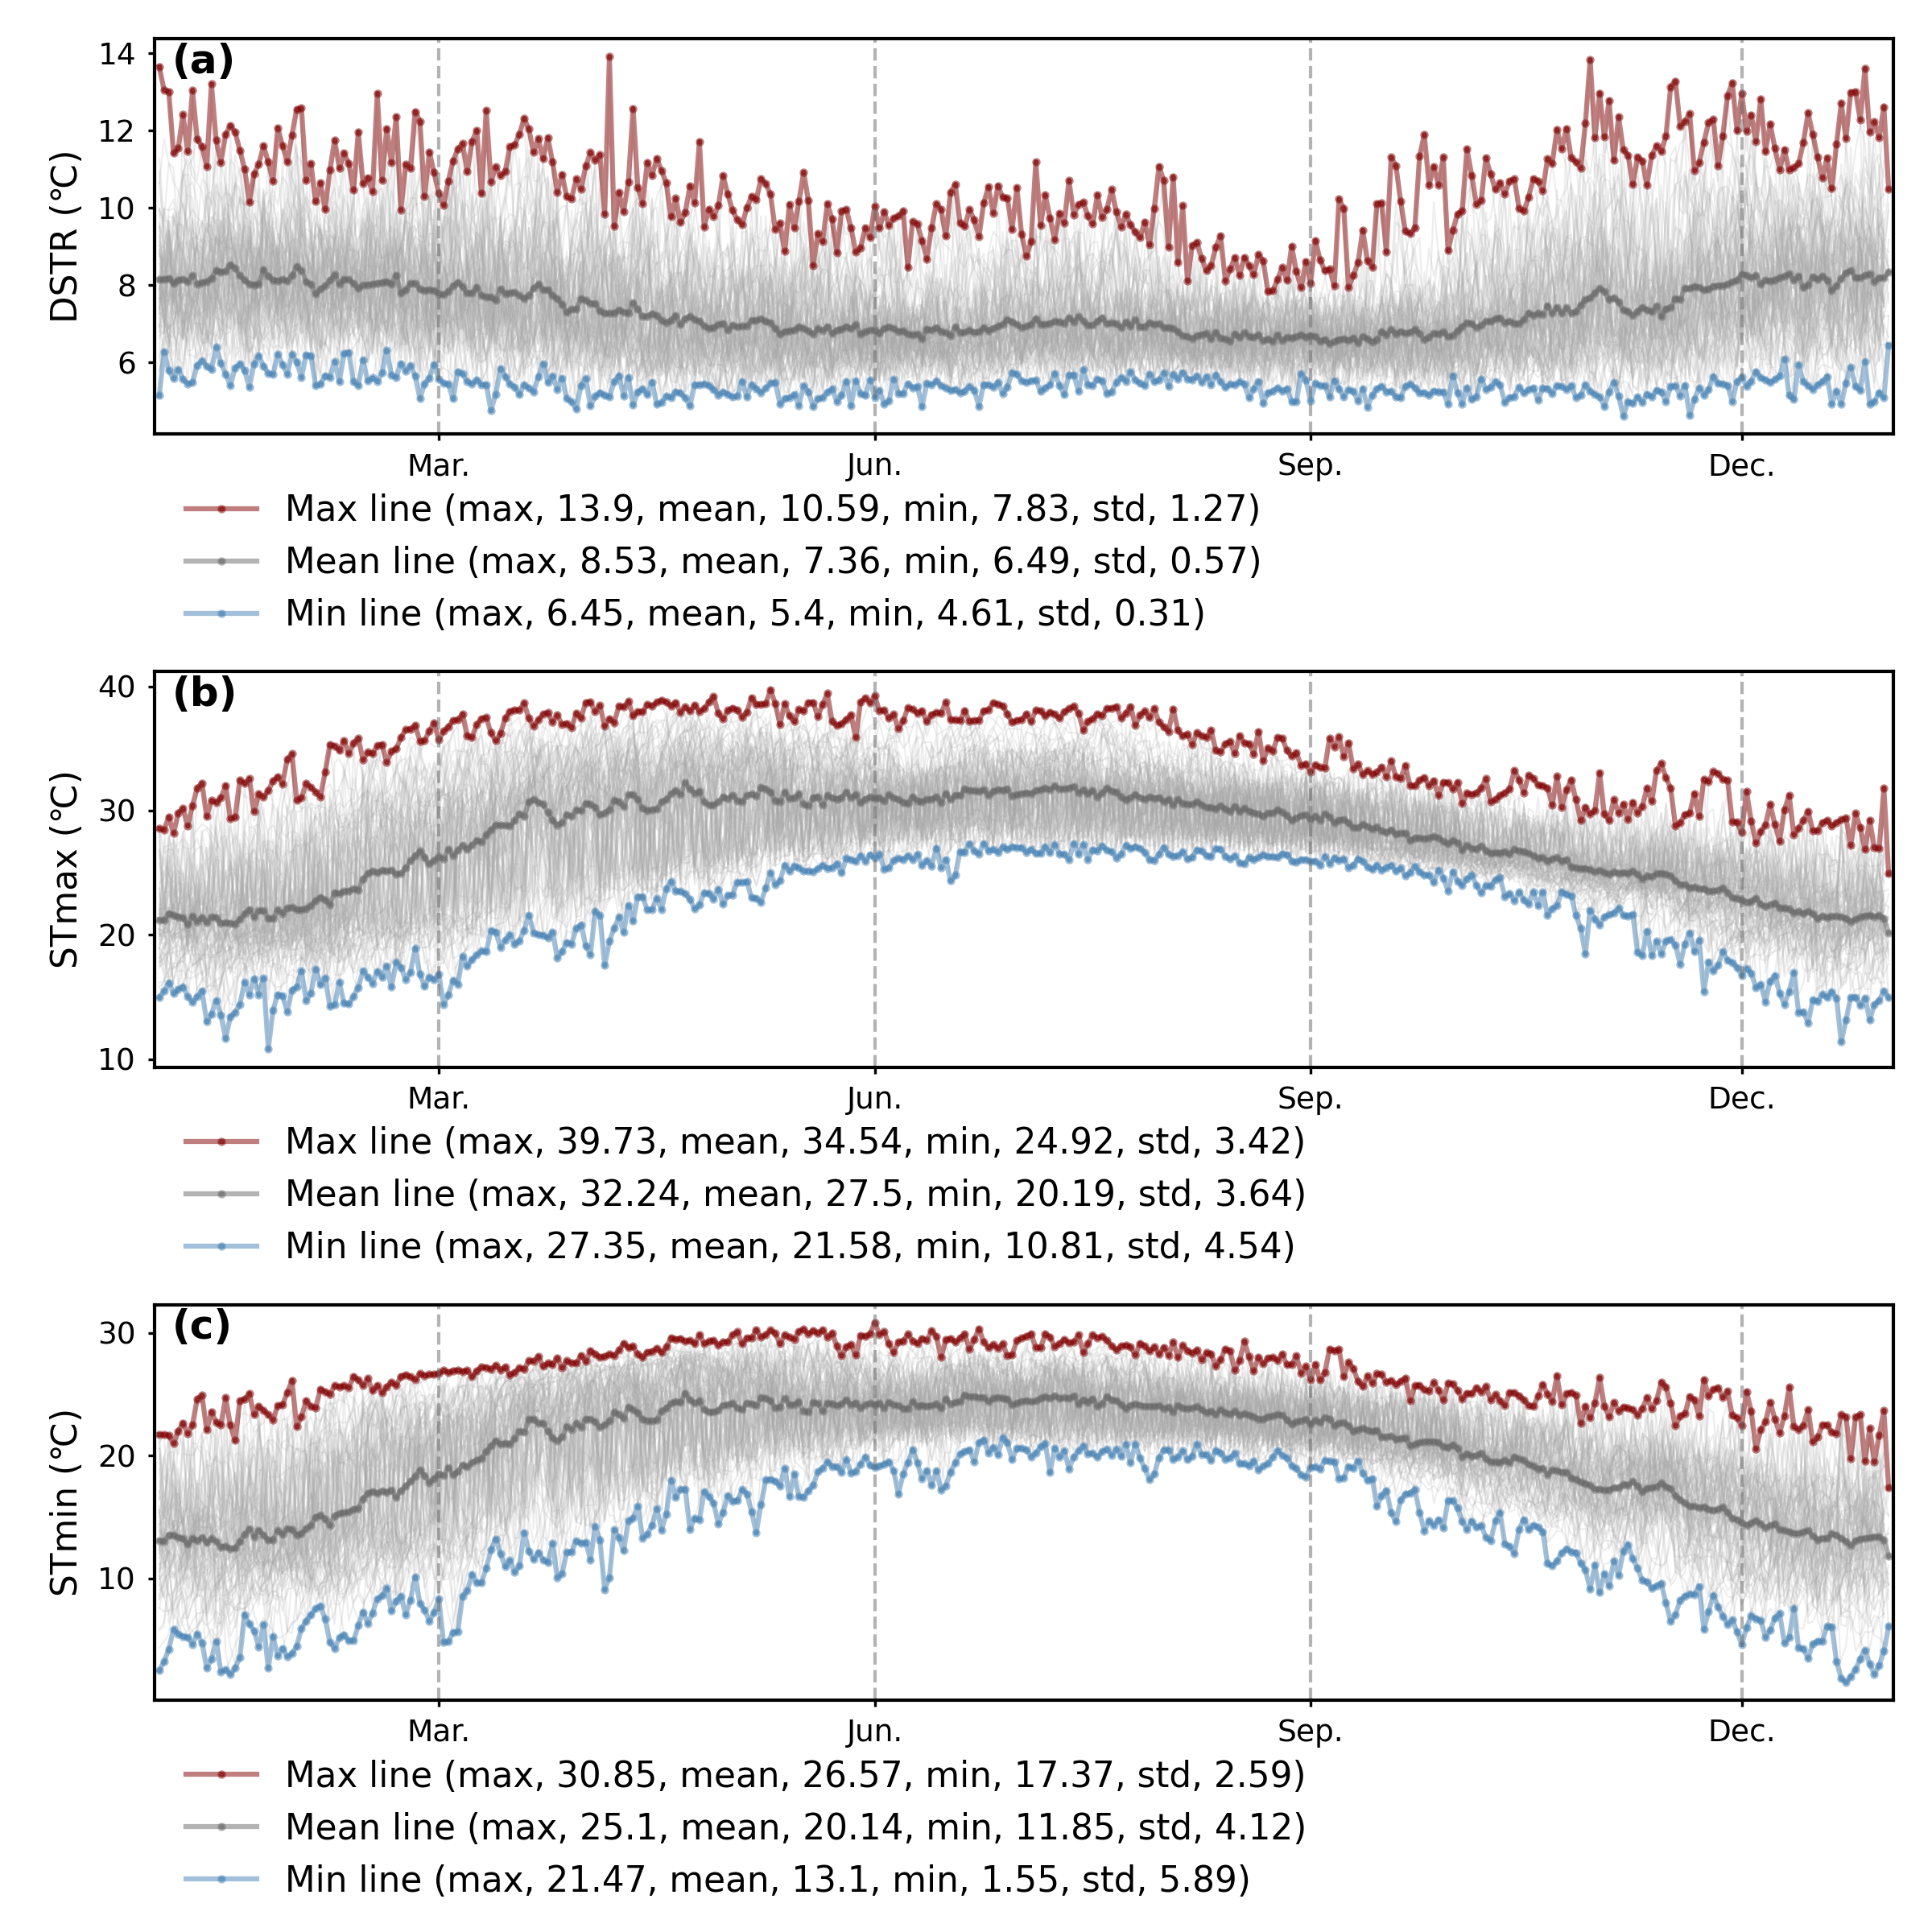 (a)
DSTR (℃)
14
12
10
8
6
Mar. Jun. Sep. Dec.
Max line (max, 13.9, mean, 10.59, min, 7.83, std, 1.27)
Mean line (max, 8.53, mean, 7.36, min, 6.49, std, 0.57)
Min line (max, 6.45, mean, 5.4, min, 4.61, std, 0.31)
(b)
STmax (℃)
40
30
20
10
Mar. Jun. Sep. Dec.
Max line (max, 39.73, mean, 34.54, min, 24.92, std, 3.42)
Mean line (max, 32.24, mean, 27.5, min, 20.19, std, 3.64)
Min line (max, 27.35, mean, 21.58, min, 10.81, std, 4.54)
(c)
STmin (℃)
30
20
10
Mar. Jun. Sep. Dec.
Max line (max, 30.85, mean, 26.57, min, 17.37, std, 2.59)
Mean line (max, 25.1, mean, 20.14, min, 11.85, std, 4.12)
Min line (max, 21.47, mean, 13.1, min, 1.55, std, 5.89)